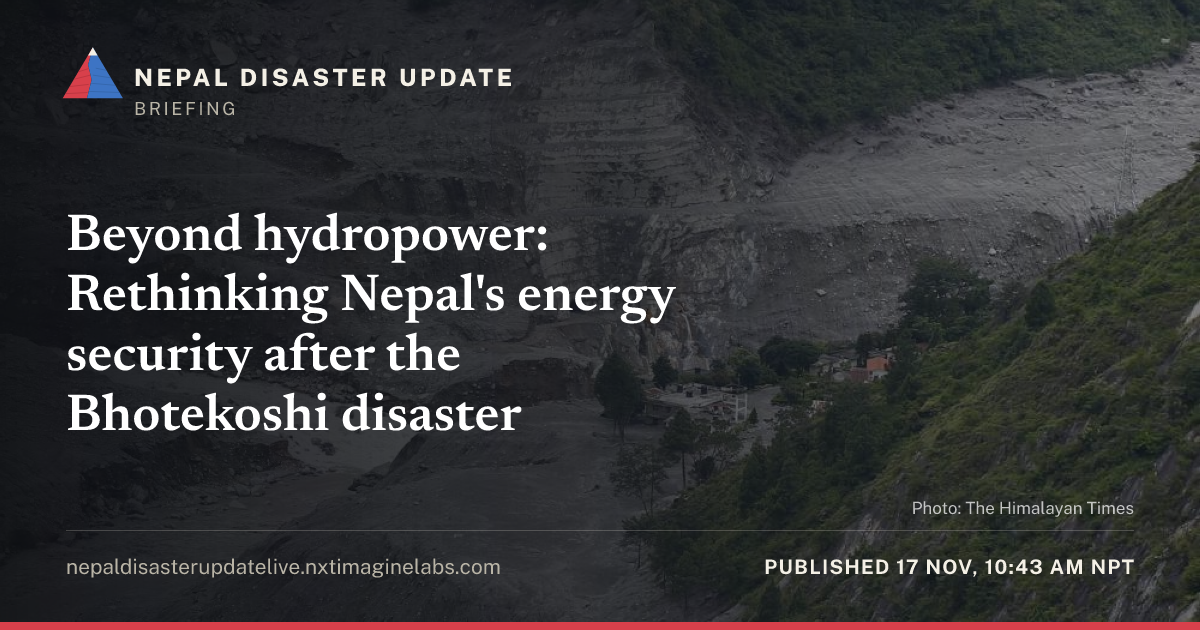 NEPAL DISASTER UPDATE
BRIEFING
Beyond hydropower:
Rethinking Nepal's energy
security after the
Bhotekoshi disaster
Photo: The Himalayan Times
nepaldisasterupdatelive.nxtimaginelabs.com
PUBLISHED 17 NOV, 10:43 AM NPT